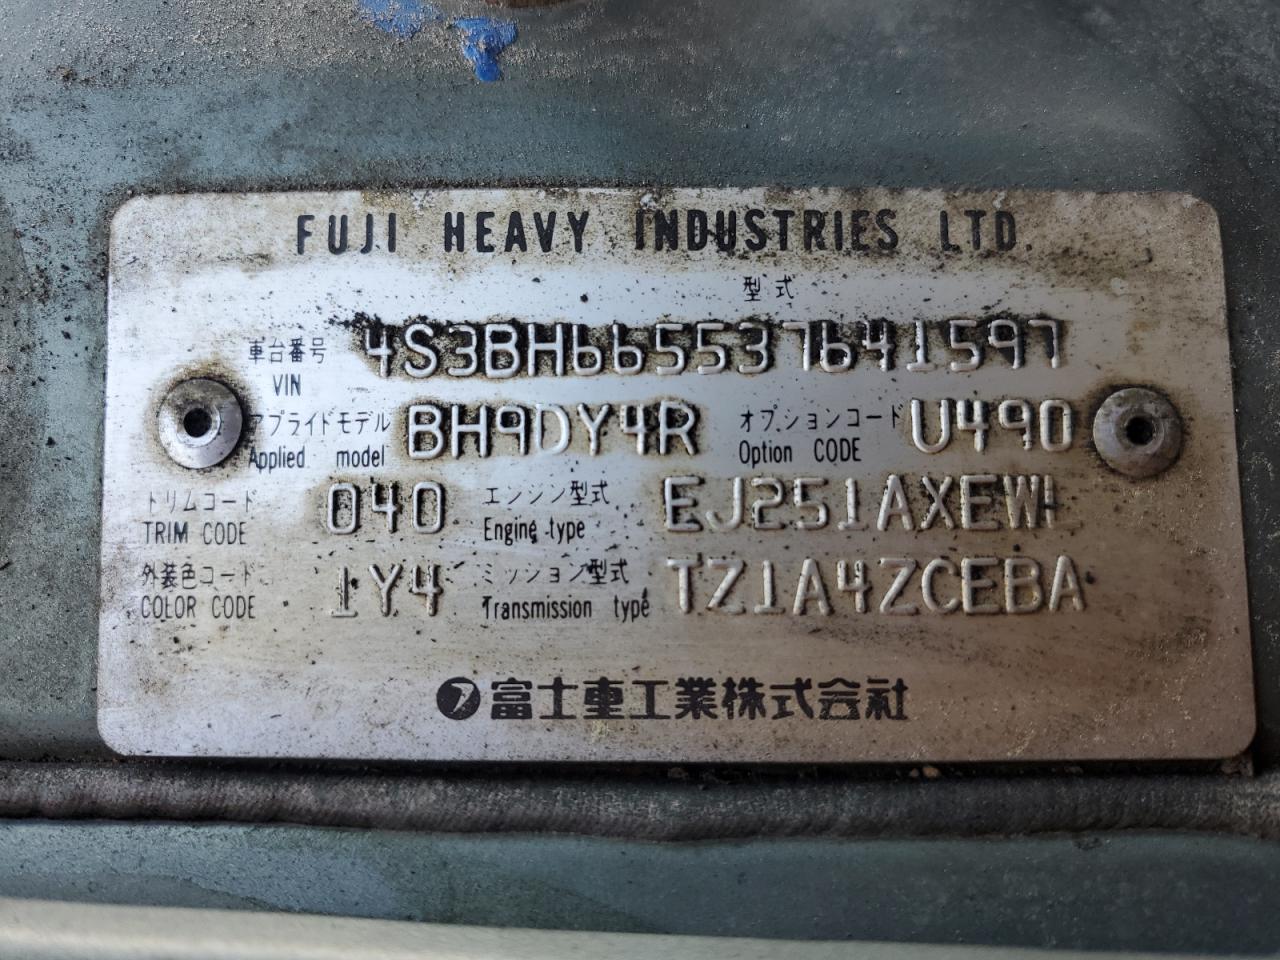 FUJI HEAVY INDUSTRIES LTD.
型式
車台番号 VIN 4S3BH665537641597
アプライドモデル Applied model BH9DY4R オプションコード Option CODE U490
トリムコード TRIM CODE 040 エンジン型式 Engine type EJ251AXEWL
外装色コード COLOR CODE 1Y4 ミッション型式 Transmission type TZ1A4ZCEBA
富士重工業株式会社